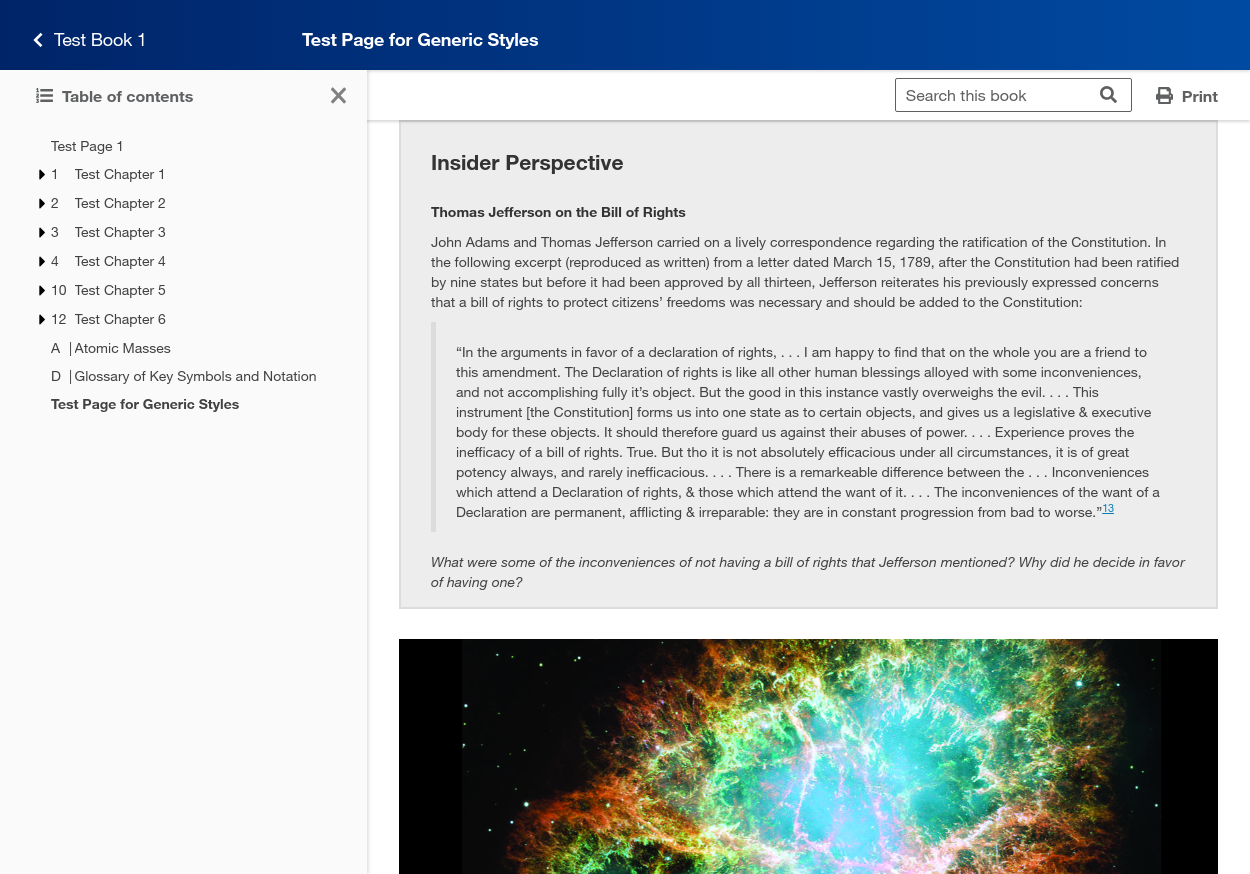 Test Book 1
Test Page for Generic Styles
Table of contents
Search this book
Print
Test Page 1
1 Test Chapter 1
2 Test Chapter 2
3 Test Chapter 3
4 Test Chapter 4
10 Test Chapter 5
12 Test Chapter 6
A | Atomic Masses
D | Glossary of Key Symbols and Notation
Test Page for Generic Styles
Insider Perspective
Thomas Jefferson on the Bill of Rights
John Adams and Thomas Jefferson carried on a lively correspondence regarding the ratification of the Constitution. In
the following excerpt (reproduced as written) from a letter dated March 15, 1789, after the Constitution had been ratified
by nine states but before it had been approved by all thirteen, Jefferson reiterates his previously expressed concerns
that a bill of rights to protect citizens’ freedoms was necessary and should be added to the Constitution:
“In the arguments in favor of a declaration of rights, . . . I am happy to find that on the whole you are a friend to
this amendment. The Declaration of rights is like all other human blessings alloyed with some inconveniences,
and not accomplishing fully it’s object. But the good in this instance vastly overweighs the evil. . . . This
instrument [the Constitution] forms us into one state as to certain objects, and gives us a legislative & executive
body for these objects. It should therefore guard us against their abuses of power. . . . Experience proves the
inefficacy of a bill of rights. True. But tho it is not absolutely efficacious under all circumstances, it is of great
potency always, and rarely inefficacious. . . . There is a remarkeable difference between the . . . Inconveniences
which attend a Declaration of rights, & those which attend the want of it. . . . The inconveniences of the want of a
Declaration are permanent, afflicting & irreparable: they are in constant progression from bad to worse.”13
What were some of the inconveniences of not having a bill of rights that Jefferson mentioned? Why did he decide in favor
of having one?